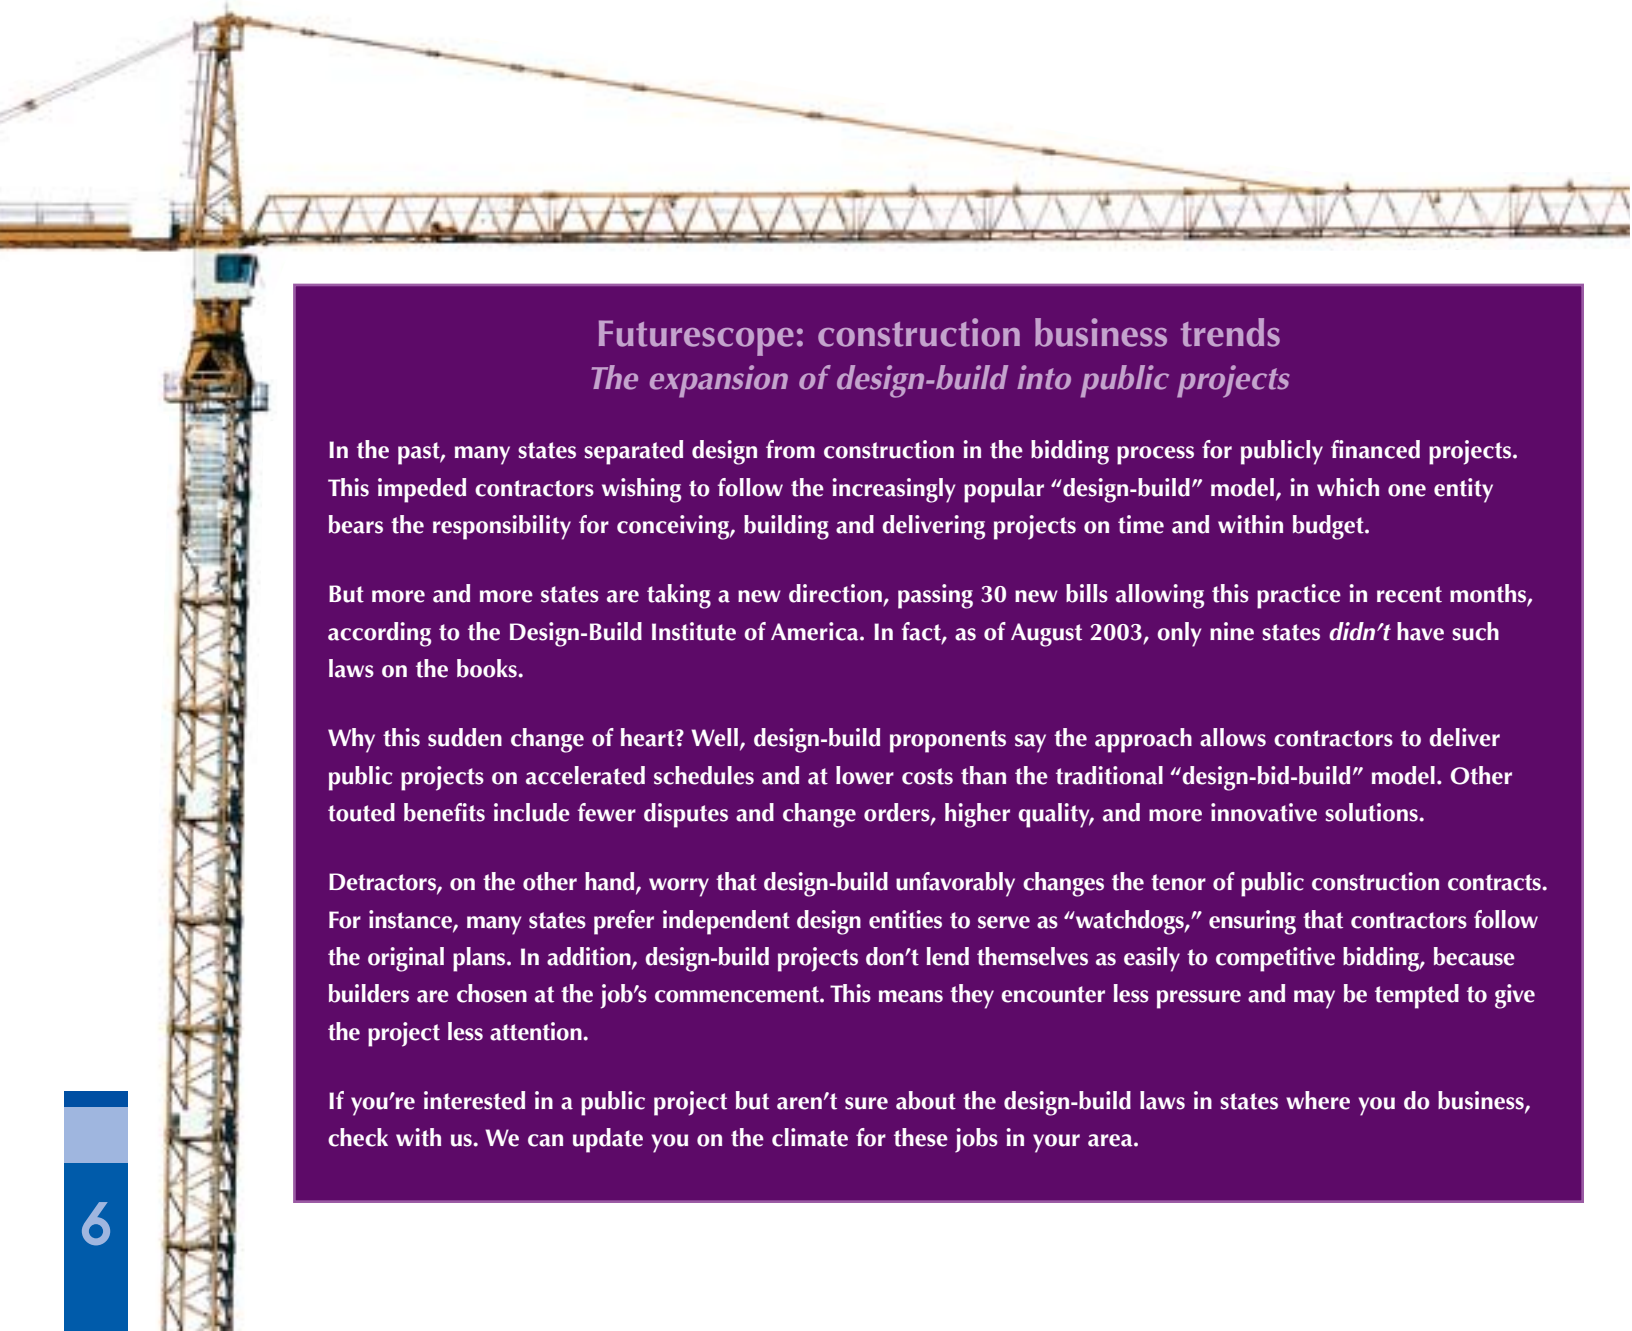 Futurescope: construction business trends
The expansion of design-build into public projects
In the past, many states separated design from construction in the bidding process for publicly financed projects.
This impeded contractors wishing to follow the increasingly popular “design-build” model, in which one entity
bears the responsibility for conceiving, building and delivering projects on time and within budget.
But more and more states are taking a new direction, passing 30 new bills allowing this practice in recent months,
according to the Design-Build Institute of America. In fact, as of August 2003, only nine states didn’t have such
laws on the books.
Why this sudden change of heart? Well, design-build proponents say the approach allows contractors to deliver
public projects on accelerated schedules and at lower costs than the traditional “design-bid-build” model. Other
touted benefits include fewer disputes and change orders, higher quality, and more innovative solutions.
Detractors, on the other hand, worry that design-build unfavorably changes the tenor of public construction contracts.
For instance, many states prefer independent design entities to serve as “watchdogs,” ensuring that contractors follow
the original plans. In addition, design-build projects don’t lend themselves as easily to competitive bidding, because
builders are chosen at the job’s commencement. This means they encounter less pressure and may be tempted to give
the project less attention.
If you’re interested in a public project but aren’t sure about the design-build laws in states where you do business,
check with us. We can update you on the climate for these jobs in your area.
6